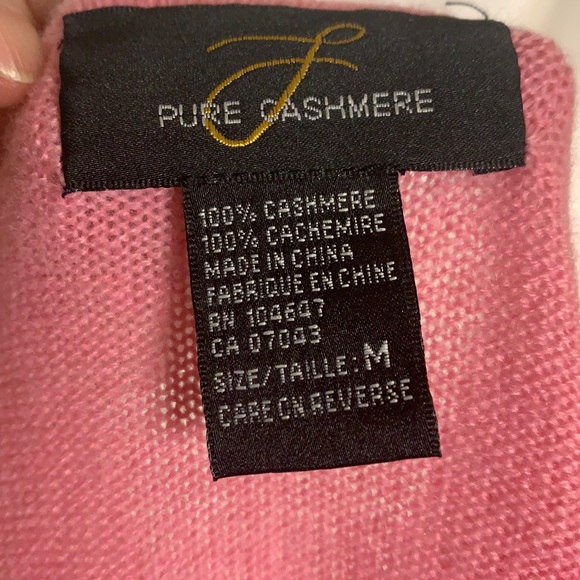 J
PURE CASHMERE
100% CASHMERE
100% CACHEMIRE
MADE IN CHINA
FABRIQUE EN CHINE
RN 104647
CA 07043
SIZE/TAILLE: M
CARE ON REVERSE